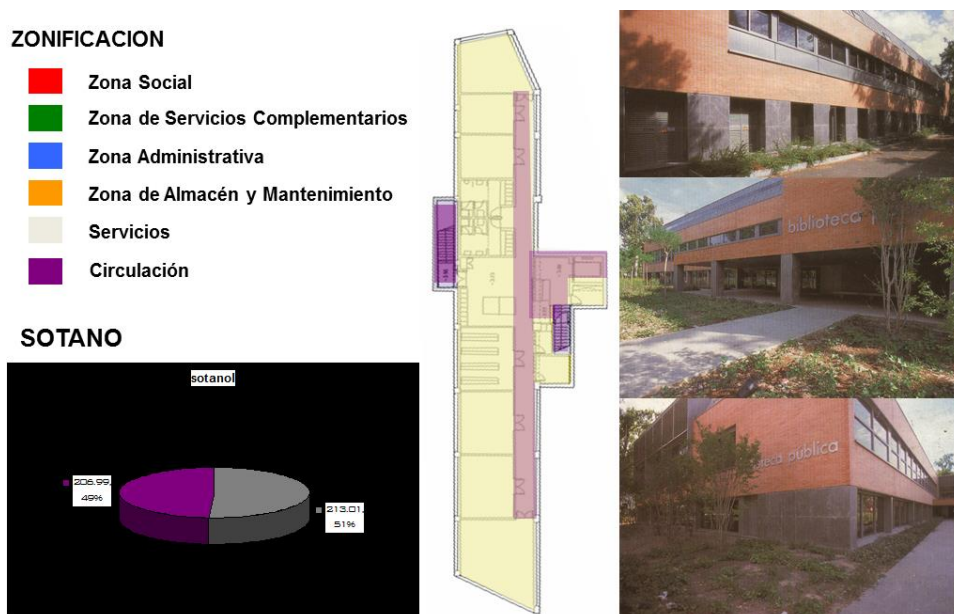 ZONIFICACION
Zona Social
Zona de Servicios Complementarios
Zona Administrativa
Zona de Almacén y Mantenimiento
Servicios
Circulación
SOTANO
sotanol
206.99,
49%
213.01,
51%
biblioteca
pública